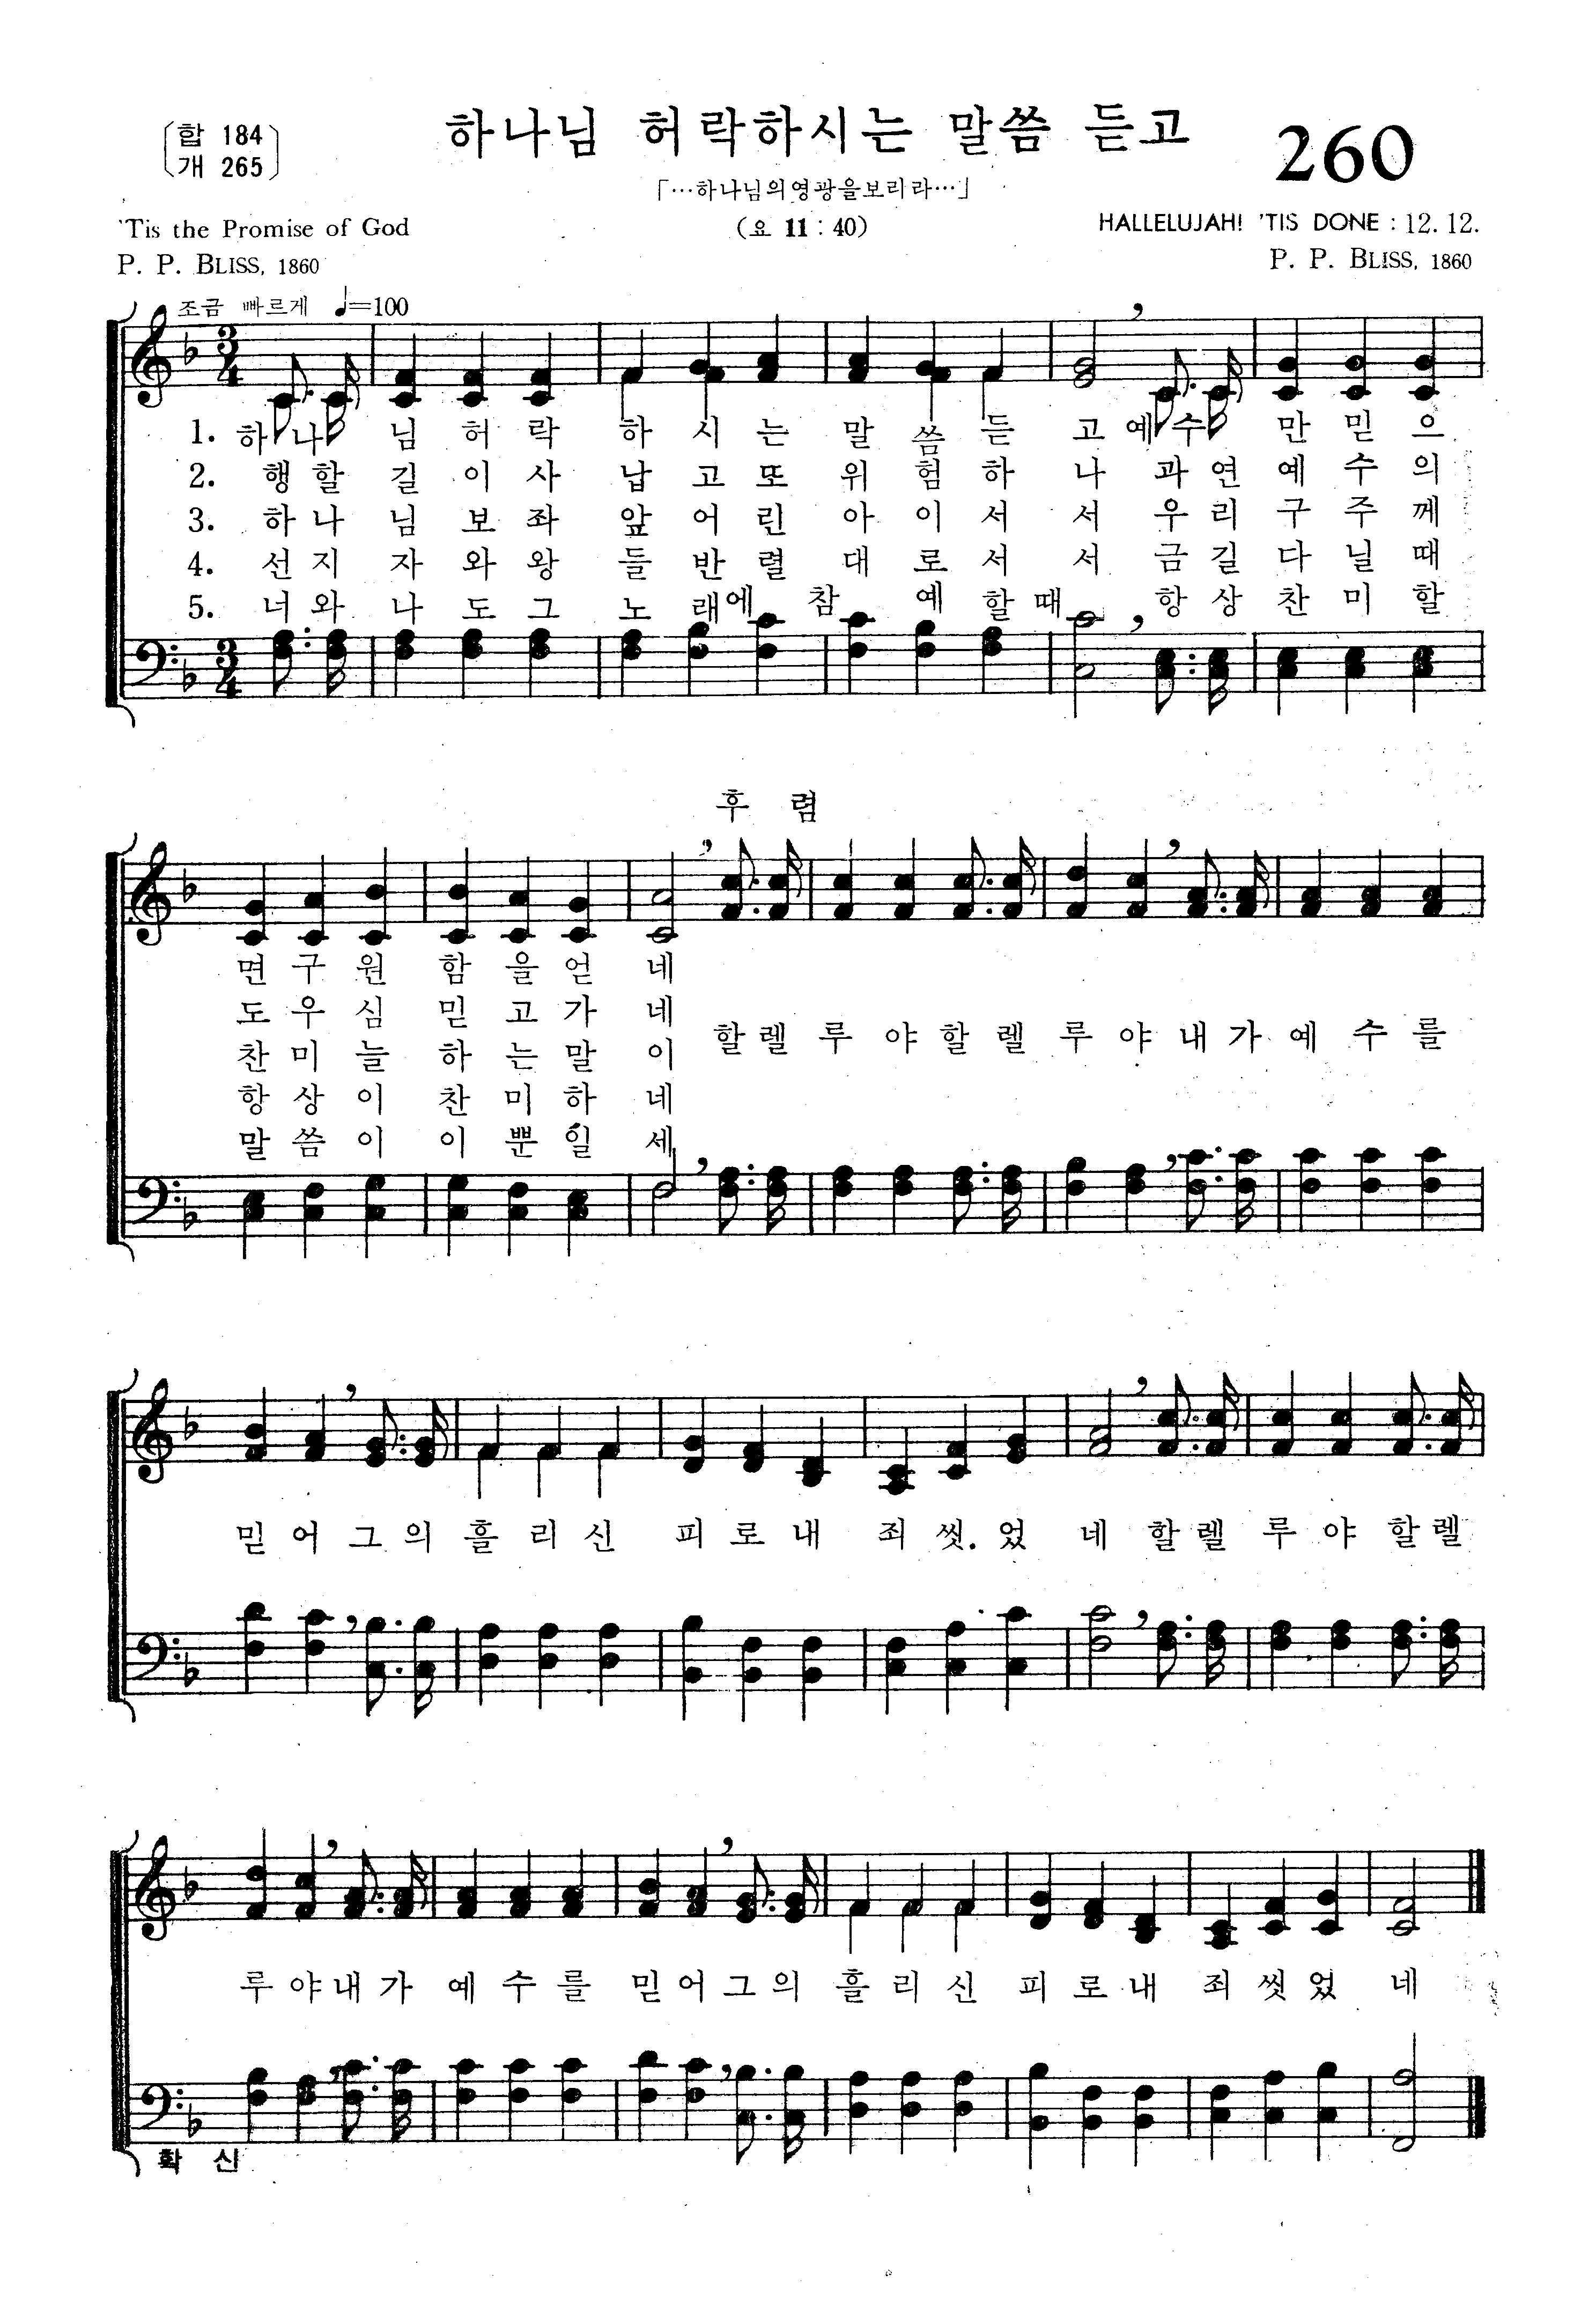 하나님 허락하시는 말씀 듣고
260
합 184
개 265
「…하나님의영광을보리라…」
'Tis the Promise of God
(요 11 : 40)
HALLELUJAH! 'TIS DONE : 12. 12.
P. P. BLISS, 1860
P. P. BLISS, 1860
조금 빠르게 ♩=100
1. 하 나 님 허 락 하 시 는 말 씀 듣 고 예 수 만 믿 으
2. 행 할 길 이 사 납 고 또 위 험 하 나 과 연 예 수 의
3. 하 나 님 보 좌 앞 어 린 아 이 서 서 우 리 구 주 께
4. 선 지 자 와 왕 들 반 렬 대 로 서 서 금 길 다 닐 때
5. 너 와 나 도 그 노 래 에 참 예 할 때 항 상 찬 미 할
후 렴
면 구 원 함 을 얻 네
도 우 심 믿 고 가 네
찬 미 늘 하 는 말 이
항 상 이 찬 미 하 네
말 씀 이 이 뿐 일 세
할 렐 루 야 할 렐 루 야 내 가 예 수 를
믿 어 그 의 흘 리 신 피 로 내 죄 씻 었 네 할 렐 루 야 할 렐
루 야 내 가 예 수 를 믿 어 그 의 흘 리 신 피 로 내 죄 씻 었 네
확 신